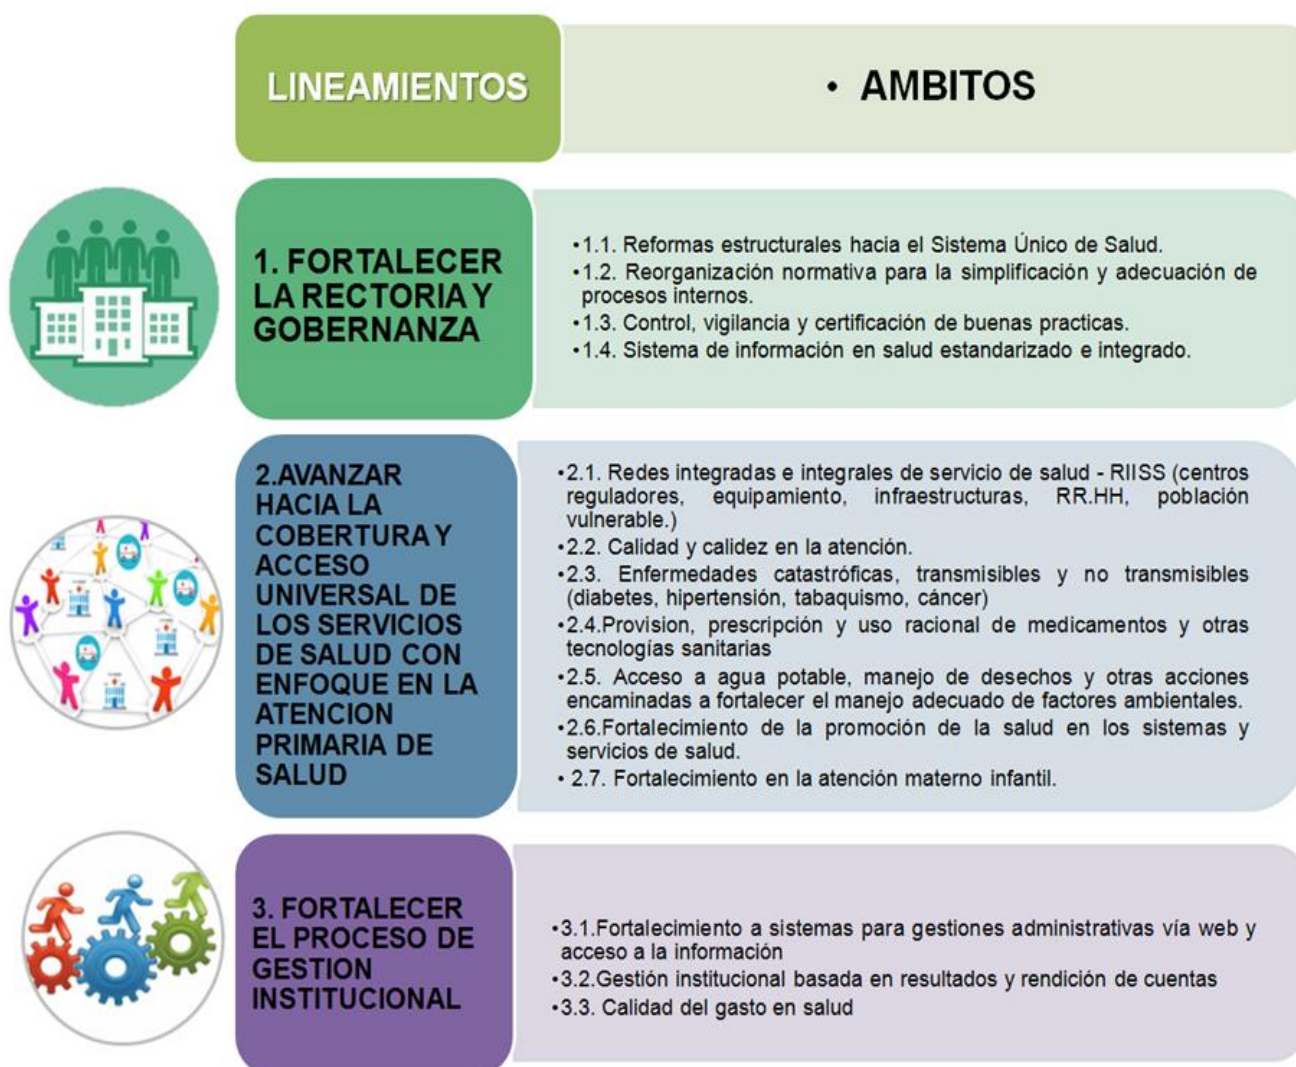 LINEAMIENTOS
• AMBITOS
1. FORTALECER
LA RECTORIA Y
GOBERNANZA
•1.1. Reformas estructurales hacia el Sistema Único de Salud.
•1.2. Reorganización normativa para la simplificación y adecuación de
procesos internos.
•1.3. Control, vigilancia y certificación de buenas practicas.
•1.4. Sistema de información en salud estandarizado e integrado.
2.AVANZAR
HACIA LA
COBERTURA Y
ACCESO
UNIVERSAL DE
LOS SERVICIOS
DE SALUD CON
ENFOQUE EN LA
ATENCION
PRIMARIA DE
SALUD
•2.1. Redes integradas e integrales de servicio de salud - RIISS (centros
reguladores, equipamiento, infraestructuras, RR.HH, población
vulnerable.)
•2.2. Calidad y calidez en la atención.
•2.3. Enfermedades catastróficas, transmisibles y no transmisibles
(diabetes, hipertensión, tabaquismo, cáncer)
•2.4.Provision, prescripción y uso racional de medicamentos y otras
tecnologías sanitarias
•2.5. Acceso a agua potable, manejo de desechos y otras acciones
encaminadas a fortalecer el manejo adecuado de factores ambientales.
•2.6.Fortalecimiento de la promoción de la salud en los sistemas y
servicios de salud.
• 2.7. Fortalecimiento en la atención materno infantil.
3. FORTALECER
EL PROCESO DE
GESTION
INSTITUCIONAL
•3.1.Fortalecimiento a sistemas para gestiones administrativas vía web y
acceso a la información
•3.2.Gestión institucional basada en resultados y rendición de cuentas
•3.3. Calidad del gasto en salud